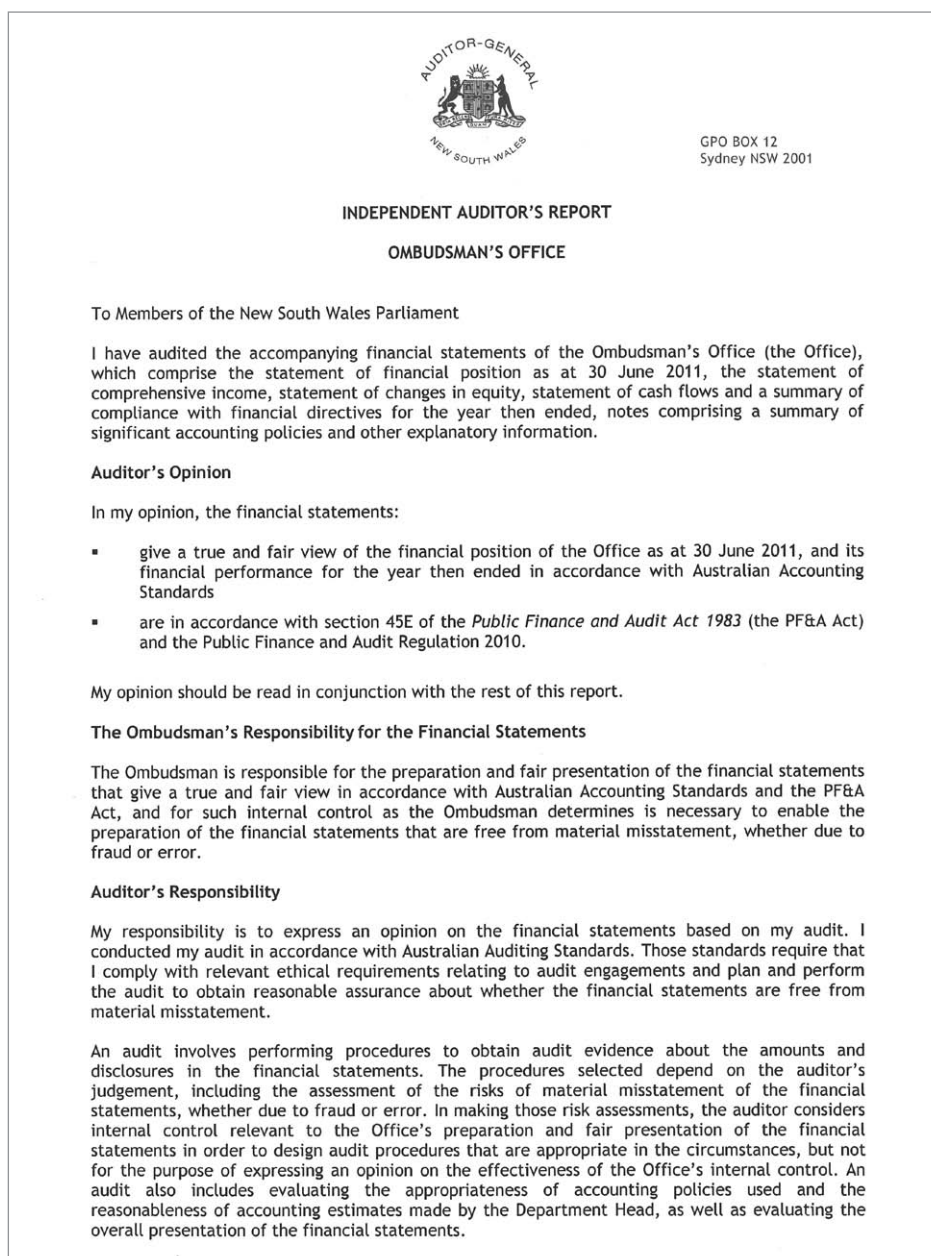 AUDITOR-GENERAL
NEW SOUTH WALES
GPO BOX 12
Sydney NSW 2001
INDEPENDENT AUDITOR'S REPORT
OMBUDSMAN'S OFFICE
To Members of the New South Wales Parliament
I have audited the accompanying financial statements of the Ombudsman's Office (the Office),
which comprise the statement of financial position as at 30 June 2011, the statement of
comprehensive income, statement of changes in equity, statement of cash flows and a summary of
compliance with financial directives for the year then ended, notes comprising a summary of
significant accounting policies and other explanatory information.
Auditor's Opinion
In my opinion, the financial statements:
▪ give a true and fair view of the financial position of the Office as at 30 June 2011, and its
financial performance for the year then ended in accordance with Australian Accounting
Standards
▪ are in accordance with section 45E of the Public Finance and Audit Act 1983 (the PF&A Act)
and the Public Finance and Audit Regulation 2010.
My opinion should be read in conjunction with the rest of this report.
The Ombudsman's Responsibility for the Financial Statements
The Ombudsman is responsible for the preparation and fair presentation of the financial statements
that give a true and fair view in accordance with Australian Accounting Standards and the PF&A
Act, and for such internal control as the Ombudsman determines is necessary to enable the
preparation of the financial statements that are free from material misstatement, whether due to
fraud or error.
Auditor's Responsibility
My responsibility is to express an opinion on the financial statements based on my audit. I
conducted my audit in accordance with Australian Auditing Standards. Those standards require that
I comply with relevant ethical requirements relating to audit engagements and plan and perform
the audit to obtain reasonable assurance about whether the financial statements are free from
material misstatement.
An audit involves performing procedures to obtain audit evidence about the amounts and
disclosures in the financial statements. The procedures selected depend on the auditor's
judgement, including the assessment of the risks of material misstatement of the financial
statements, whether due to fraud or error. In making those risk assessments, the auditor considers
internal control relevant to the Office's preparation and fair presentation of the financial
statements in order to design audit procedures that are appropriate in the circumstances, but not
for the purpose of expressing an opinion on the effectiveness of the Office's internal control. An
audit also includes evaluating the appropriateness of accounting policies used and the
reasonableness of accounting estimates made by the Department Head, as well as evaluating the
overall presentation of the financial statements.